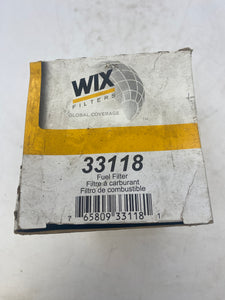 WIX
FILTERS
GLOBAL COVERAGE
33118
Fuel Filter
Filtre à carburant
Filtro de combustible
7 65809 33118 1